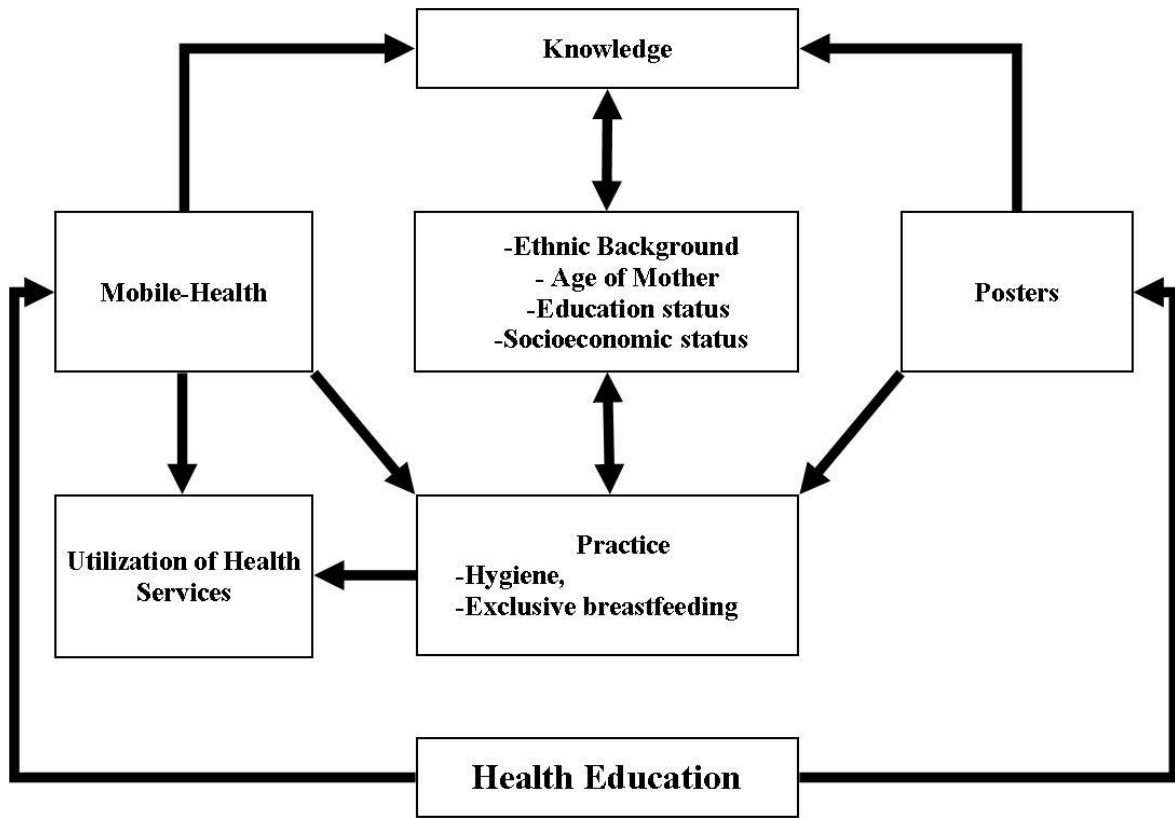 Knowledge
-Ethnic Background
- Age of Mother
-Education status
-Socioeconomic status
Mobile-Health
Posters
Utilization of Health
Services
Practice
-Hygiene,
-Exclusive breastfeeding
Health Education